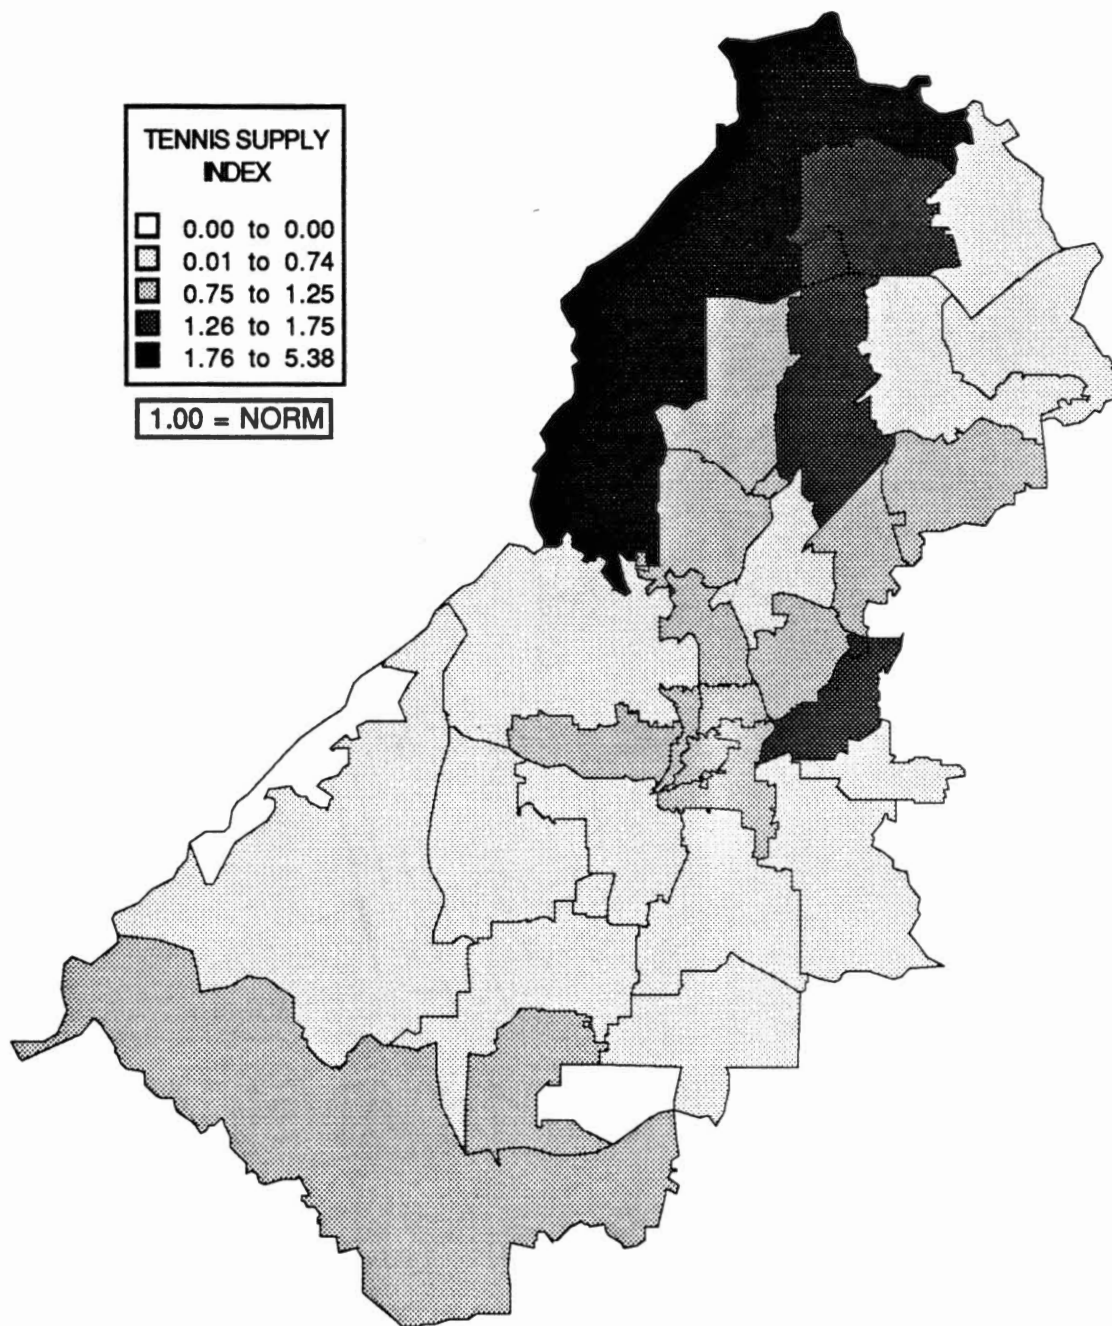 TENNIS SUPPLY
INDEX
0.00 to 0.00
0.01 to 0.74
0.75 to 1.25
1.26 to 1.75
1.76 to 5.38
1.00 = NORM